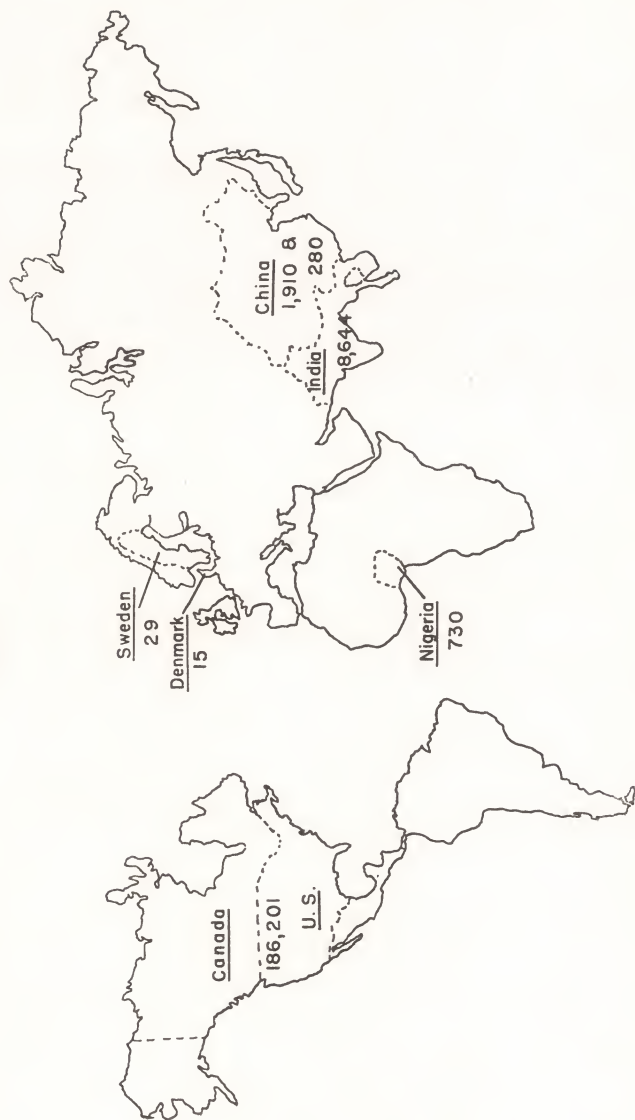 Canada
186,201
U.S.
Sweden
29
Denmark
15
Nigeria
730
China
1,910 &
280
India
8,644